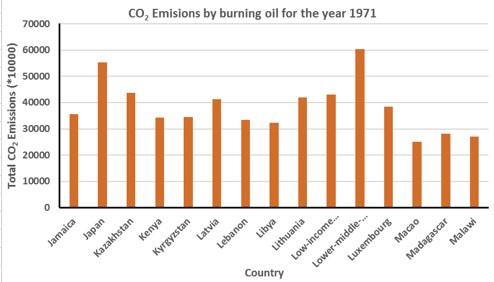 CO₂ Emisions by burning oil for the year 1971
Total CO₂ Emissions (*10000)
70000
60000
50000
40000
30000
20000
10000
0
Jamaica
Japan
Kazakhstan
Kenya
Kyrgyzstan
Latvia
Lebanon
Libya
Lithuania
Low-income...
Lower-middle-...
Luxembourg
Macao
Madagascar
Malawi
Country